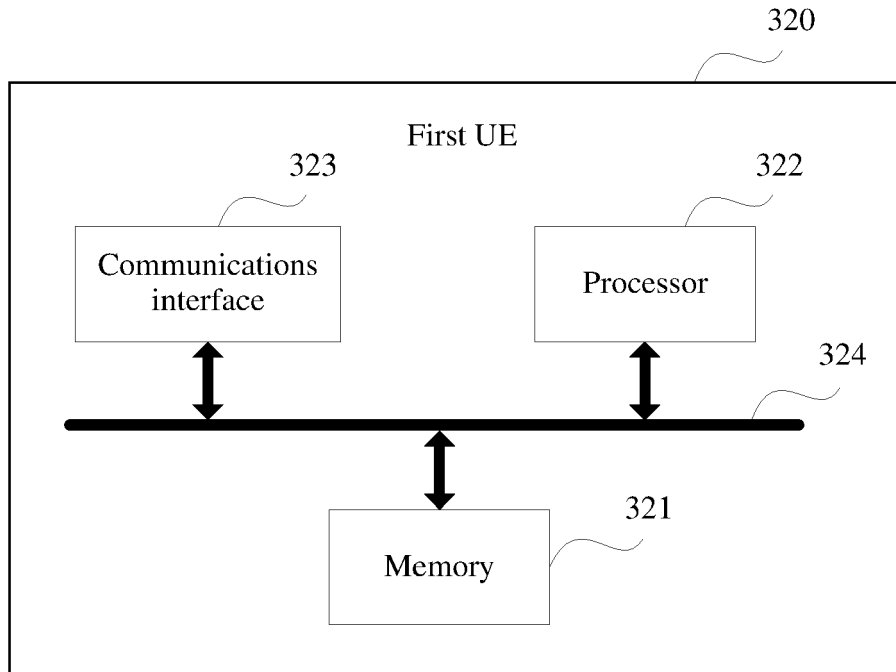 320
First UE
323
322
Communications
interface
Processor
324
321
Memory